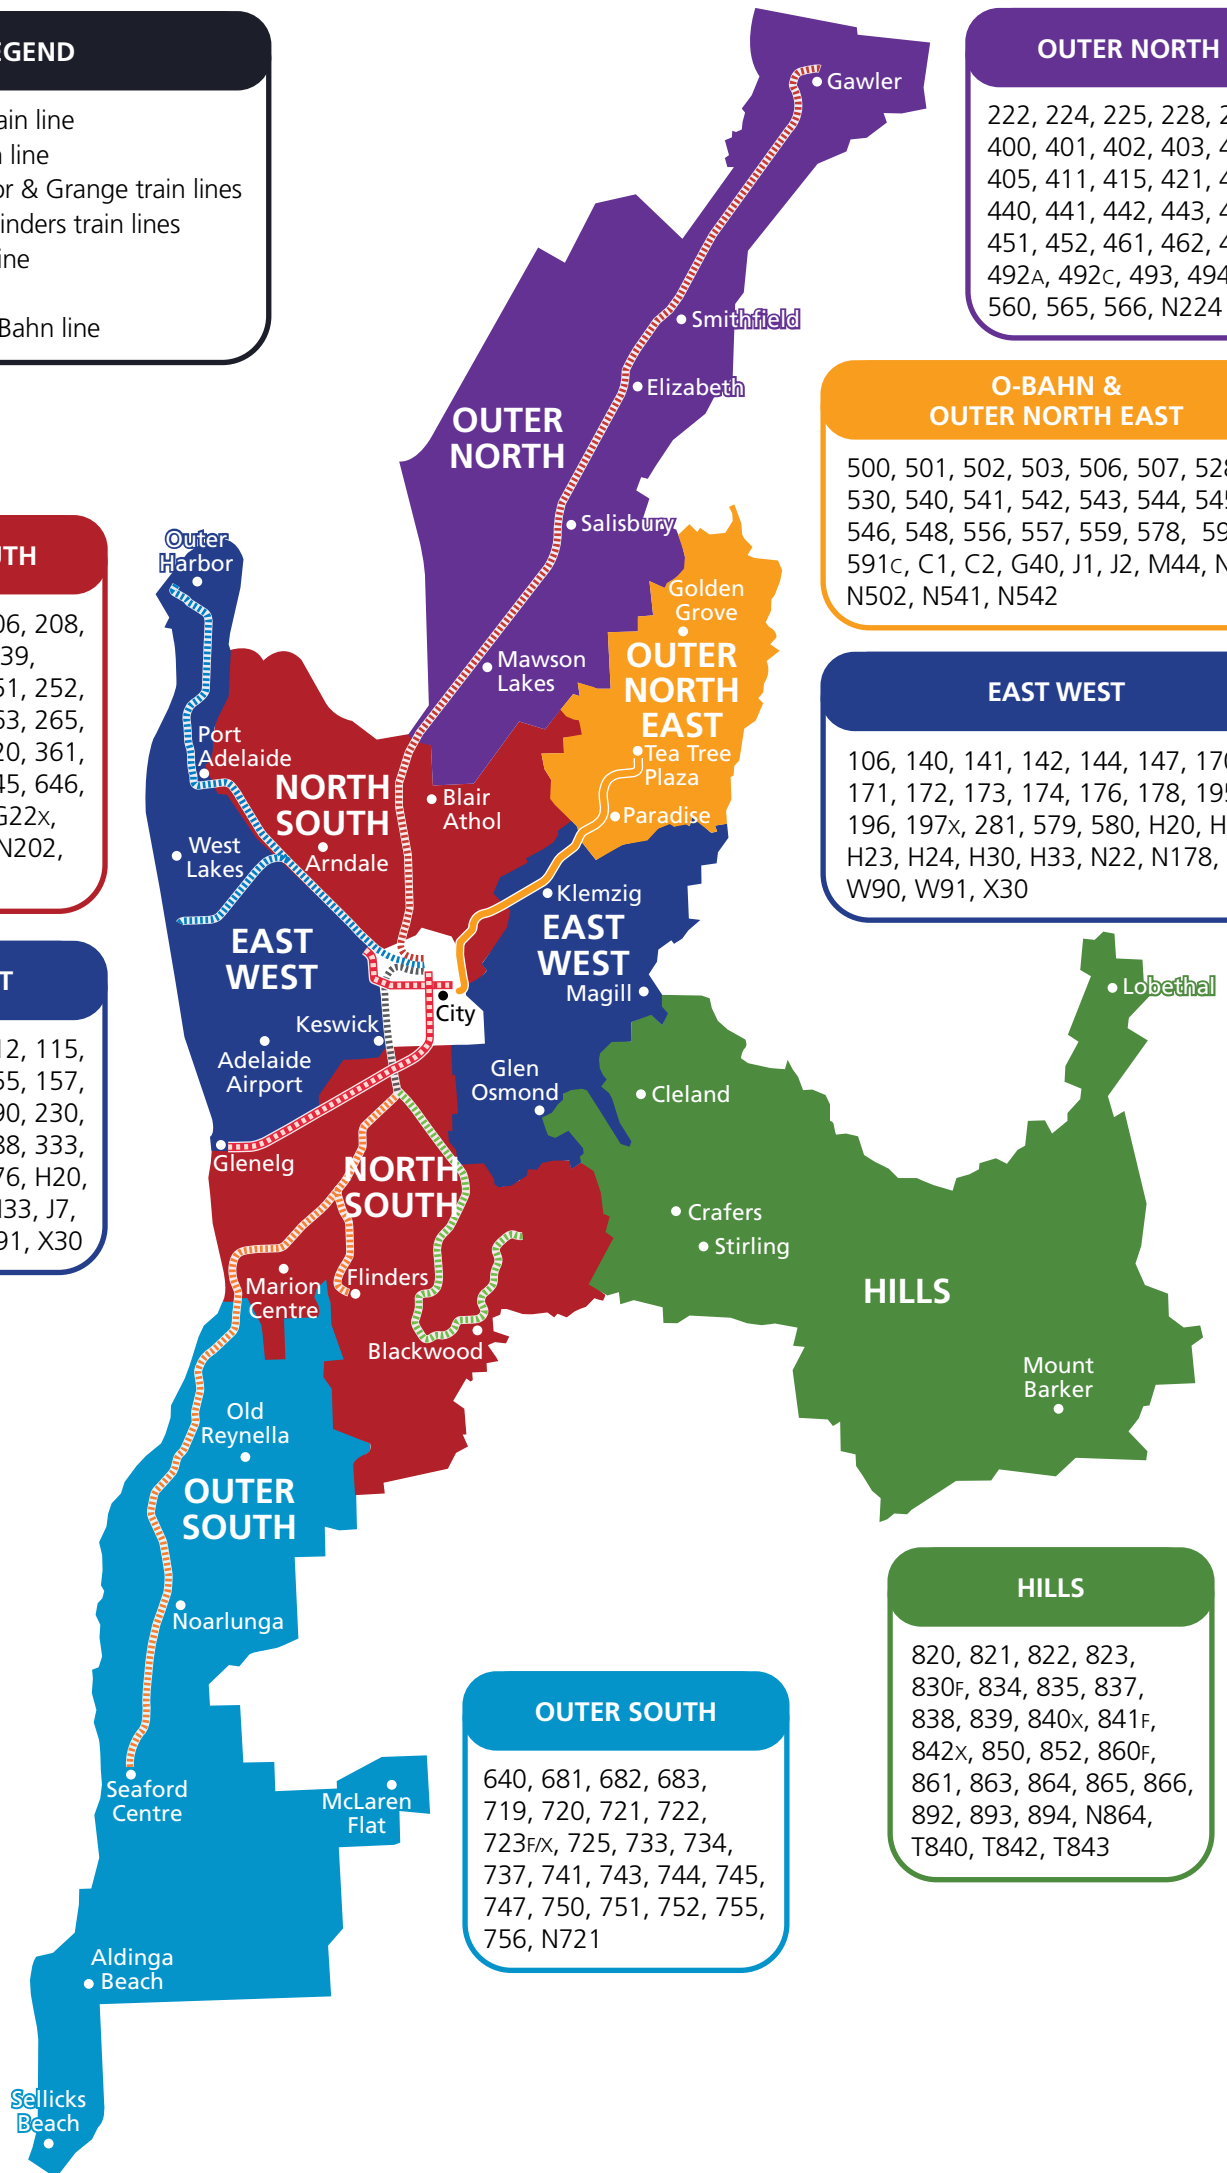 EGEND
ain line
line
or & Grange train lines
inders train lines
ine
Bahn line
OUTER NORTH
222, 224, 225, 228, 2
400, 401, 402, 403, 4
405, 411, 415, 421, 4
440, 441, 442, 443, 4
451, 452, 461, 462, 4
492A, 492C, 493, 494
560, 565, 566, N224
O-BAHN &
OUTER NORTH EAST
500, 501, 502, 503, 506, 507, 528
530, 540, 541, 542, 543, 544, 545
546, 548, 556, 557, 559, 578, 59
591C, C1, C2, G40, J1, J2, M44, N
N502, N541, N542
EAST WEST
106, 140, 141, 142, 144, 147, 170
171, 172, 173, 174, 176, 178, 195
196, 197X, 281, 579, 580, H20, H
H23, H24, H30, H33, N22, N178,
W90, W91, X30
UTH
06, 208,
39,
51, 252,
63, 265,
20, 361,
45, 646,
G22X,
N202,
T
12, 115,
55, 157,
90, 230,
38, 333,
76, H20,
H33, J7,
91, X30
Gawler
Smithfield
Elizabeth
OUTER
NORTH
Salisbury
Outer
Harbor
Golden
Grove
OUTER
NORTH
EAST
Mawson
Lakes
Tea Tree
Plaza
Port
Adelaide
NORTH
SOUTH
Blair
Athol
Paradise
West
Lakes
Arndale
Klemzig
EAST
WEST
EAST
WEST
Magill
Lobethal
City
Keswick
Adelaide
Airport
Glen
Osmond
Cleland
Glenelg
NORTH
SOUTH
Crafers
Stirling
Marion
Centre
Flinders
HILLS
Blackwood
Mount
Barker
Old
Reynella
OUTER
SOUTH
Noarlunga
Seaford
Centre
McLaren
Flat
Aldinga
Beach
Sellicks
Beach
HILLS
820, 821, 822, 823,
830F, 834, 835, 837,
838, 839, 840X, 841F,
842X, 850, 852, 860F,
861, 863, 864, 865, 866,
892, 893, 894, N864,
T840, T842, T843
OUTER SOUTH
640, 681, 682, 683,
719, 720, 721, 722,
723F/X, 725, 733, 734,
737, 741, 743, 744, 745,
747, 750, 751, 752, 755,
756, N721